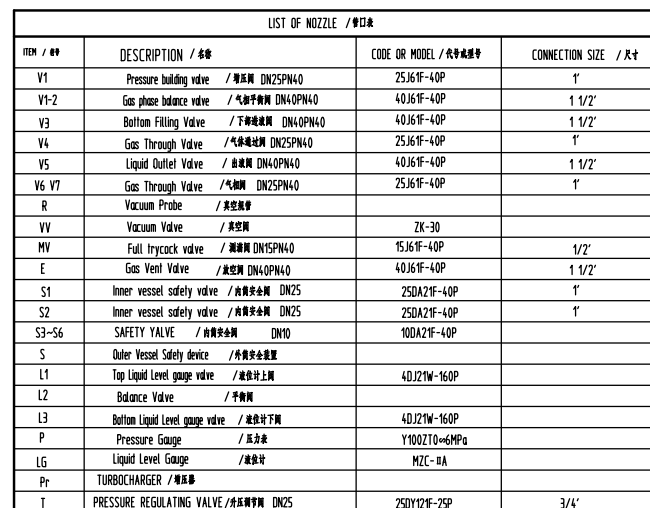 LIST OF NOZZLE /管口表
ITEM / 符号 DESCRIPTION / 名称 CODE OR MODEL /代号或型号 CONNECTION SIZE / 尺寸
V1 Pressure building valve / 增压阀 DN25PN40 25J61F-40P 1'
V1-2 Gas phase balance valve / 气相平衡阀 DN40PN40 40J61F-40P 1 1/2'
V3 Bottom Filling Valve / 下部进液阀 DN40PN40 40J61F-40P 1 1/2'
V4 Gas Through Valve / 气体通过阀 DN25PN40 25J61F-40P 1'
V5 Liquid Outlet Valve / 出液阀 DN40PN40 40J61F-40P 1 1/2'
V6 V7 Gas Through Valve /气相阀 DN25PN40 25J61F-40P 1'
R Vacuum Probe / 真空规管
VV Vacuum Valve / 真空阀 ZK-30
MV Full trycock valve / 测满阀 DN15PN40 15J61F-40P 1/2'
E Gas Vent Valve / 放空阀 DN40PN40 40J61F-40P 1 1/2'
S1 Inner vessel safety valve / 内筒安全阀 DN25 25DA21F-40P 1'
S2 Inner vessel safety valve / 内筒安全阀 DN25 25DA21F-40P 1'
S3~S6 SAFETY YALVE / 内筒安全阀 DN10 10DA21F-40P
S Outer Vessel Safety device /外筒安全装置
L1 Top Liquid Level gauge valve / 液位计上阀 4DJ21W-160P
L2 Balance Valve / 平衡阀
L3 Bottom Liquid Level gauge valve / 液位计下阀 4DJ21W-160P
P Pressure Gauge / 压力表 Y100ZT0∞6MPa
LG Liquid Level Gauge /液位计 MZC-ⅡA
Pr TURBOCHARGER / 增压器
T PRESSURE REGULATING VALVE /升压调节阀 DN25 25DY121F-25P 3/4'